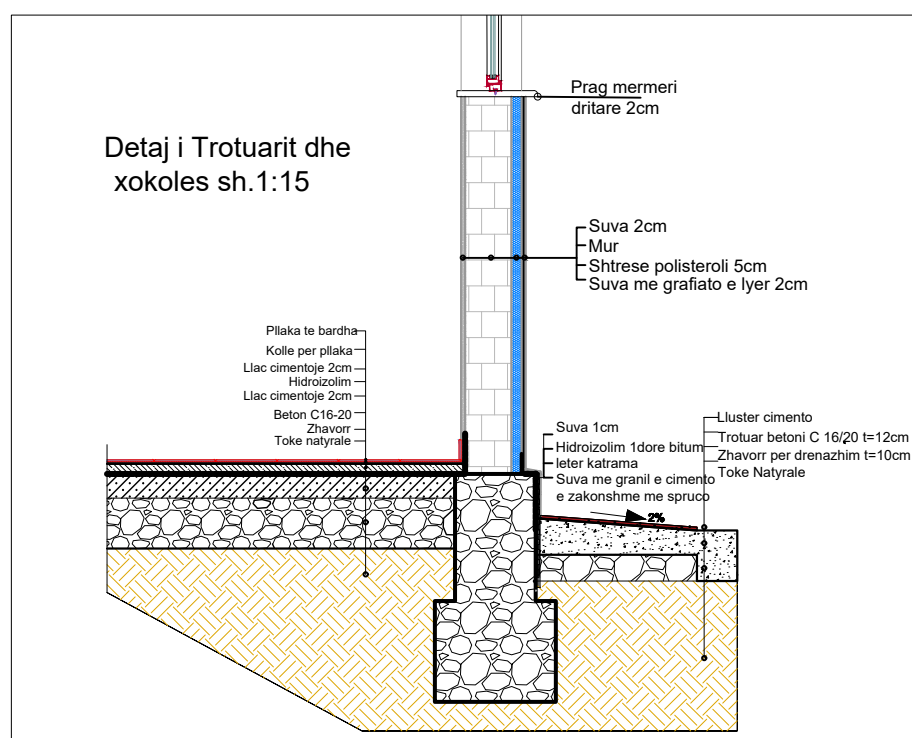 Prag mermeri
dritare 2cm
Detaj i Trotuarit dhe
xokoles sh.1:15
Suva 2cm
Mur
Shtrese polisteroli 5cm
Suva me grafiato e lyer 2cm
Pllaka te bardha
Kolle per pllaka
Llac cimentoje 2cm
Hidroizolim
Llac cimentoje 2cm
Beton C16-20
Zhavorr
Toke natyrale
Suva 1cm
Hidroizolim 1dore bitum
leter katrama
Suva me granil e cimento
e zakonshme me spruco
2%
Lluster cimento
Trotuar betoni C 16/20 t=12cm
Zhavorr per drenazhim t=10cm
Toke Natyrale